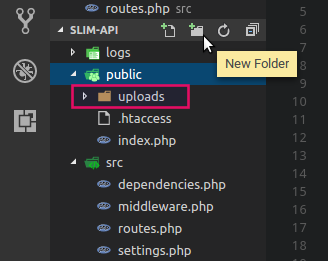 routes.php src
SLIM-API
New Folder
logs
public
uploads
.htaccess
index.php
src
dependencies.php
middleware.php
routes.php
settings.php
5
6
7
8
9
10
11
12
13
14
15
16
17
18